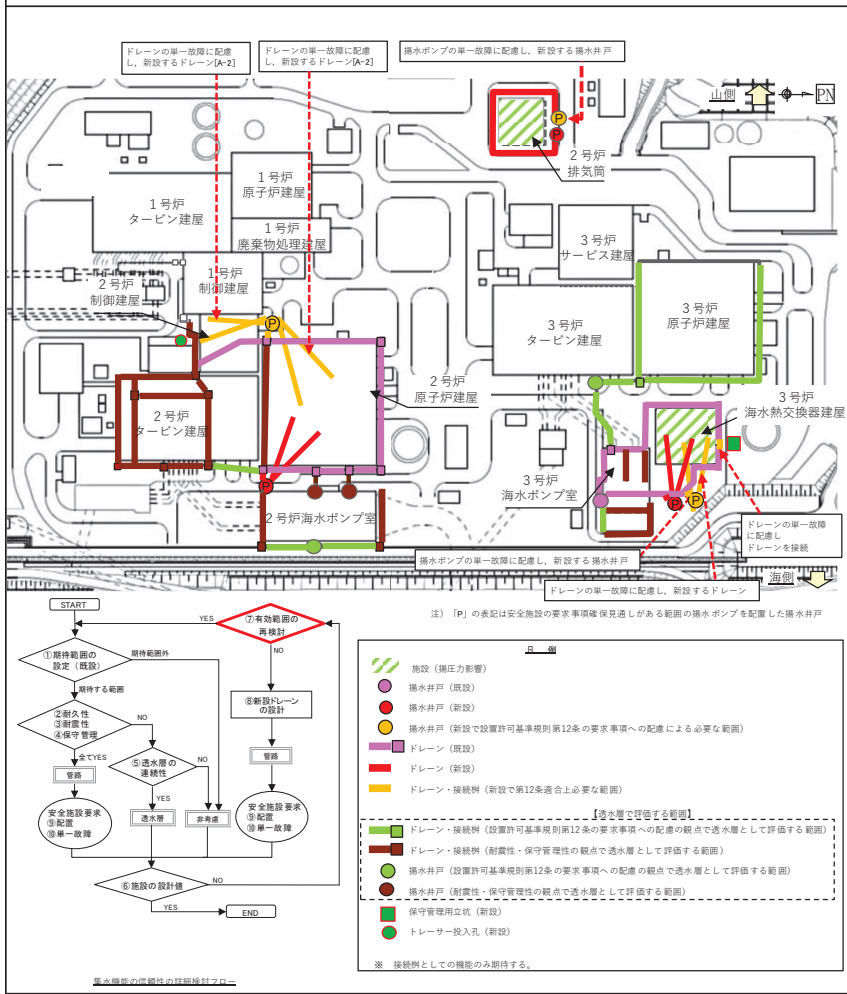 ドレーンの単一故障に配慮
し、新設するドレーン[A-2]
ドレーンの単一故障に配慮
し、新設するドレーン[A-2]
揚水ポンプの単一故障に配慮し、新設する揚水井戸
山側
PN
P
P
2号炉
排気筒
1号炉
原子炉建屋
1号炉
タービン建屋
1号炉
廃棄物処理建屋
1号炉
制御建屋
2号炉
制御建屋
3号炉
サービス建屋
3号炉
原子炉建屋
3号炉
タービン建屋
P
2号炉
原子炉建屋
2号炉
タービン建屋
3号炉
海水熱交換器建屋
3号炉
海水ポンプ室
P
P
P
2号炉海水ポンプ室
ドレーンの単一故障
に配慮し
ドレーンを接続
揚水ポンプの単一故障に配慮し、新設する揚水井戸
海側
ドレーンの単一故障に配慮し、新設するドレーン
注）「P」の表記は安全施設の要求事項確保見通しがある範囲の揚水ポンプを配置した揚水井戸
START
YES
⑦有効範囲の
再検討
①期待範囲の
設定（既設）
期待範囲外
NO
期待する範囲
⑧新設ドレーン
の設計
②耐久性
③耐震性
④保守管理
NO
⑤透水層の
連続性
NO
全てYES
管路
管路
YES
安全施設要求
⑨配置
⑩単一故障
透水層
非考慮
安全施設要求
⑨配置
⑩単一故障
⑥施設の設計値
NO
YES
END
集水機能の信頼性の詳細検討フロー
凡 例
施設（揚圧力影響）
揚水井戸（既設）
揚水井戸（新設）
揚水井戸（新設で設置許可基準規則第12条の要求事項への配慮による必要な範囲）
ドレーン（既設）
ドレーン（新設）
ドレーン・接続桝（新設で第12条適合上必要な範囲）
【透水層で評価する範囲】
ドレーン・接続桝（設置許可基準規則第12条の要求事項への配慮の観点で透水層として評価する範囲）
ドレーン・接続桝（耐震性・保守管理性の観点で透水層として評価する範囲）
揚水井戸（設置許可基準規則第12条の要求事項への配慮の観点で透水層として評価する範囲）
揚水井戸（耐震性・保守管理性の観点で透水層として評価する範囲）
保守管理用立坑（新設）
トレーサー投入孔（新設）
※ 接続桝としての機能のみ期待する。